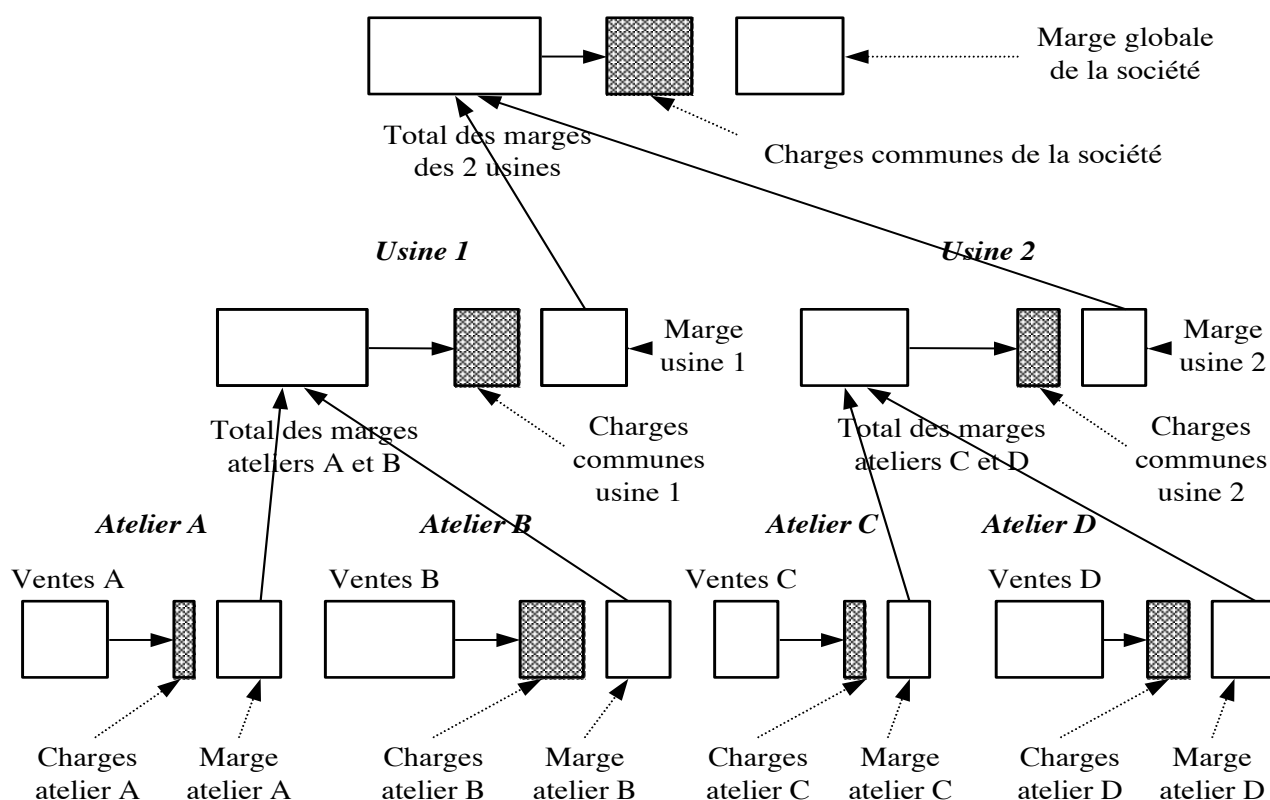 Marge globale
de la société
Total des marges
des 2 usines
Charges communes de la société
Usine 1
Usine 2
Marge
usine 1
Marge
usine 2
Total des marges
ateliers A et B
Charges
communes
usine 1
Total des marges
ateliers C et D
Charges
communes
usine 2
Atelier A
Atelier B
Atelier C
Atelier D
Ventes A
Ventes B
Ventes C
Ventes D
Charges
atelier A
Marge
atelier A
Charges
atelier B
Marge
atelier B
Charges
atelier C
Marge
atelier C
Charges
atelier D
Marge
atelier D